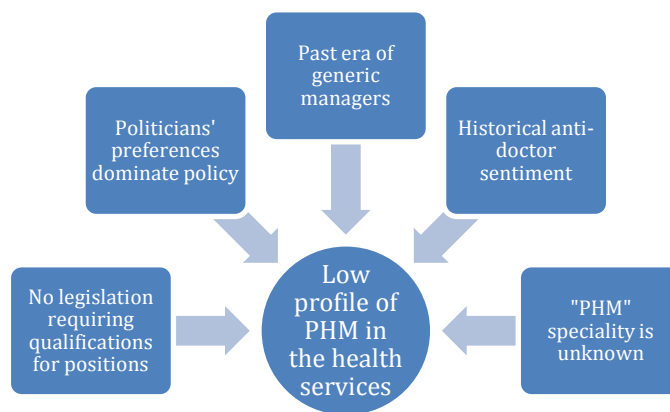 Past era of
generic
managers
Politicians'
preferences
dominate policy
Historical anti-
doctor
sentiment
No legislation
requiring
qualifications
for positions
Low
profile of
PHM in
the health
services
"PHM"
speciality is
unknown